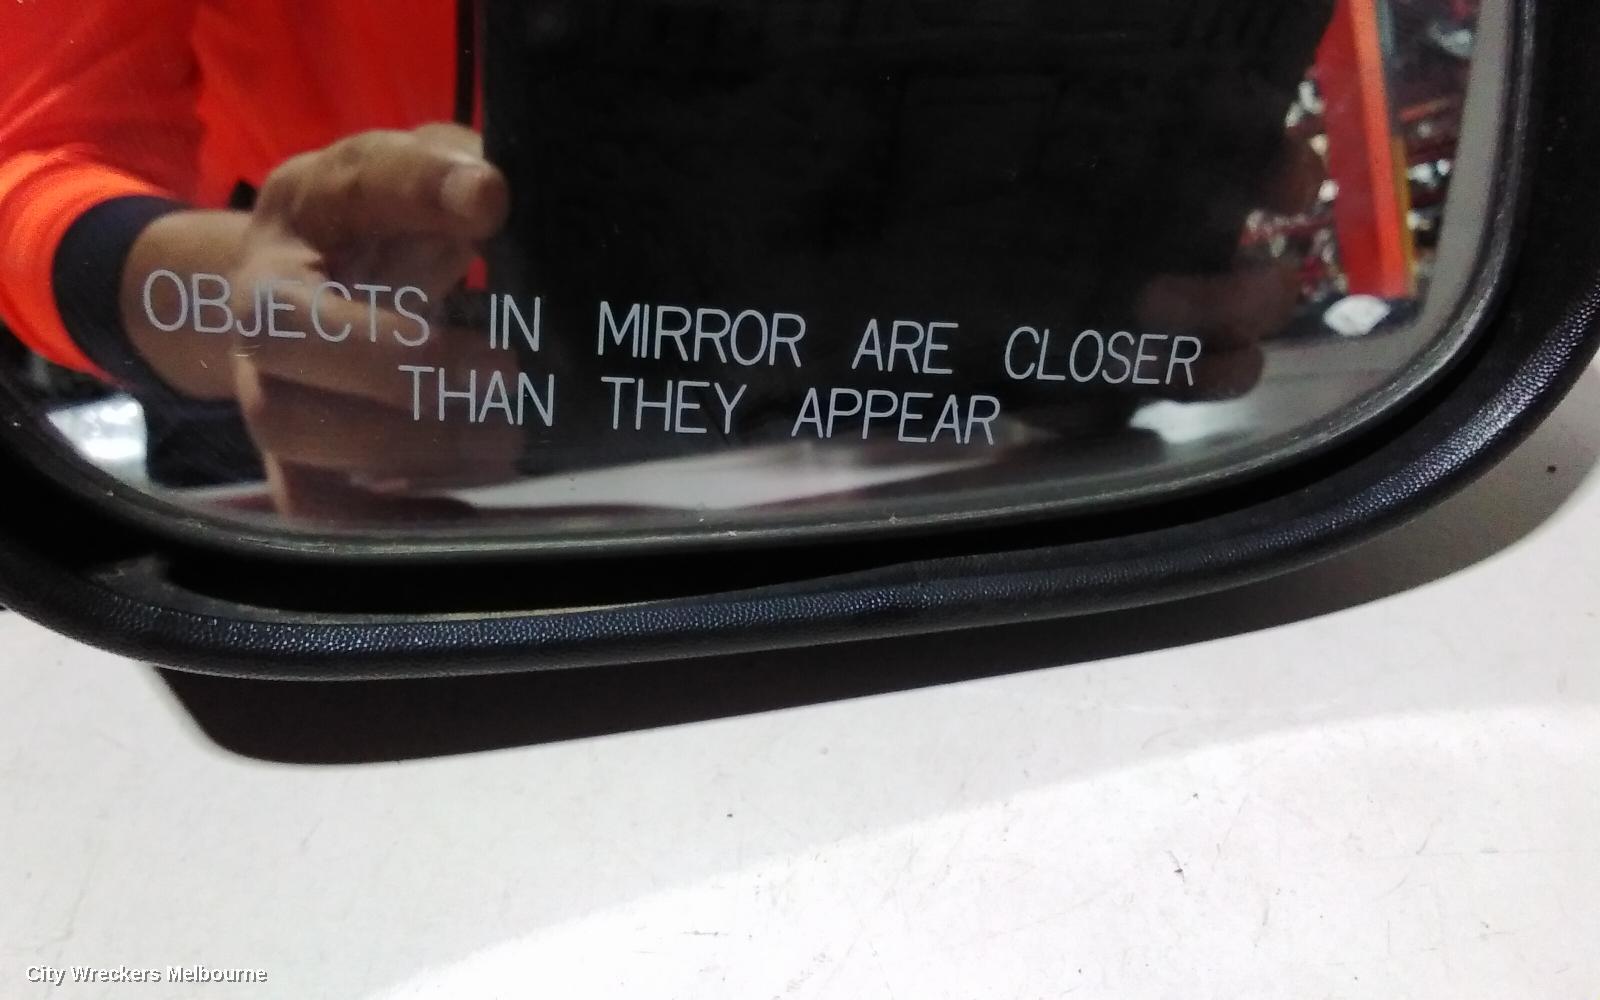 OBJECTS IN MIRROR ARE CLOSER
THAN THEY APPEAR
City Wreckers Melbourne